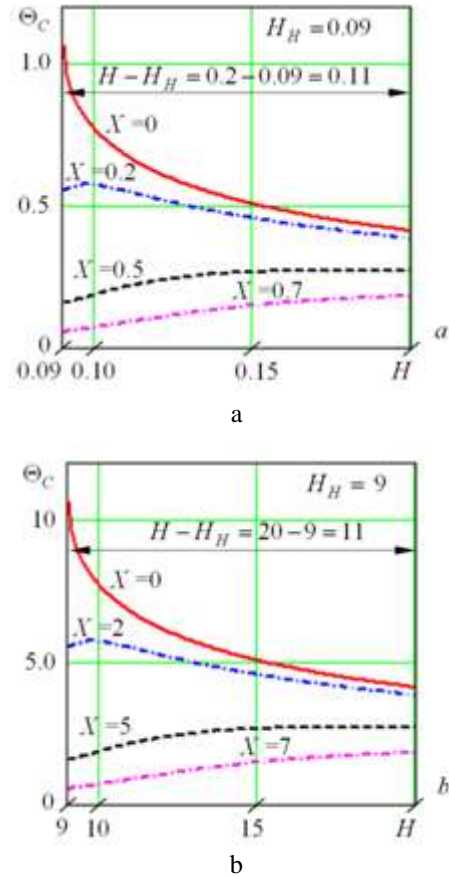 Θ_C
H_H = 0.09
1.0
H – H_H = 0.2 – 0.09 = 0.11
X = 0
X = 0.2
0.5
X = 0.5
X = 0.7
0
a
0.09 0.10 0.15 H
a
Θ_C
H_H = 9
10
H – H_H = 20 – 9 = 11
X = 0
X = 2
5.0
X = 5
X = 7
0
b
9 10 15 H
b